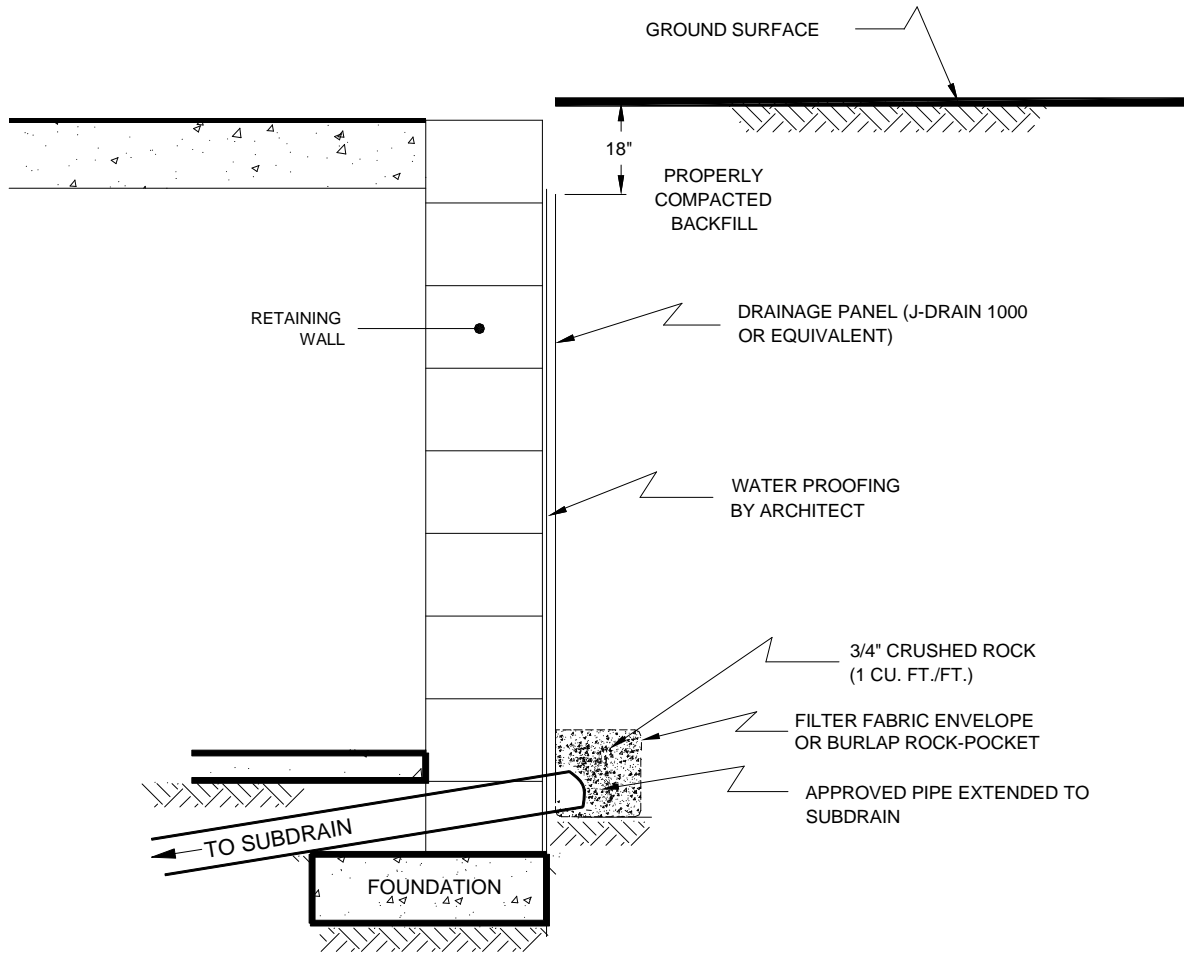 GROUND SURFACE
18"
PROPERLY
COMPACTED
BACKFILL
RETAINING
WALL
DRAINAGE PANEL (J-DRAIN 1000
OR EQUIVALENT)
WATER PROOFING
BY ARCHITECT
3/4" CRUSHED ROCK
(1 CU. FT./FT.)
FILTER FABRIC ENVELOPE
OR BURLAP ROCK-POCKET
APPROVED PIPE EXTENDED TO
SUBDRAIN
TO SUBDRAIN
FOUNDATION